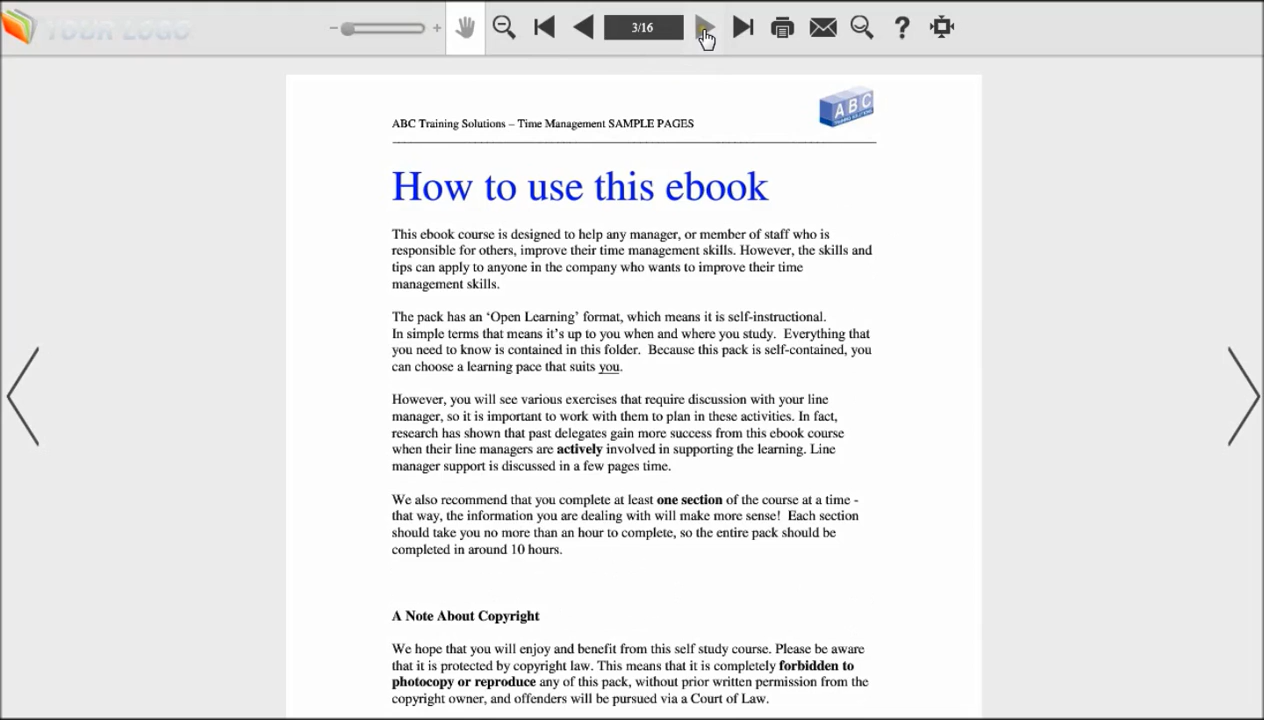 YOUR LOGO
3/16
ABC
ABC Training Solutions – Time Management SAMPLE PAGES
How to use this ebook
This ebook course is designed to help any manager, or member of staff who is
responsible for others, improve their time management skills. However, the skills and
tips can apply to anyone in the company who wants to improve their time
management skills.
The pack has an ‘Open Learning’ format, which means it is self-instructional.
In simple terms that means it’s up to you when and where you study. Everything that
you need to know is contained in this folder. Because this pack is self-contained, you
can choose a learning pace that suits you.
However, you will see various exercises that require discussion with your line
manager, so it is important to work with them to plan in these activities. In fact,
research has shown that past delegates gain more success from this ebook course
when their line managers are actively involved in supporting the learning. Line
manager support is discussed in a few pages time.
We also recommend that you complete at least one section of the course at a time -
that way, the information you are dealing with will make more sense! Each section
should take you no more than an hour to complete, so the entire pack should be
completed in around 10 hours.
A Note About Copyright
We hope that you will enjoy and benefit from this self study course. Please be aware
that it is protected by copyright law. This means that it is completely forbidden to
photocopy or reproduce any of this pack, without prior written permission from the
copyright owner, and offenders will be pursued via a Court of Law.